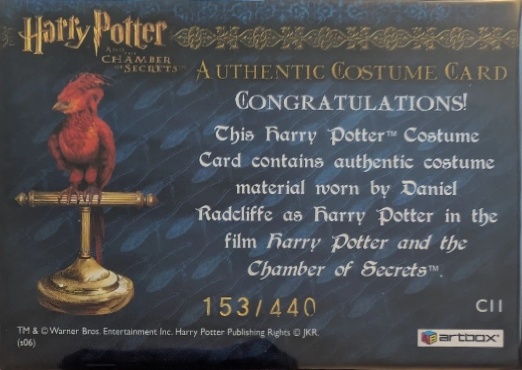 Harry Potter
AND THE
CHAMBER
OF SECRETS™
AUTHENTIC COSTUME CARD
CONGRATULATIONS!
This Harry Potter™ Costume
Card contains authentic costume
material worn by Daniel
Radcliffe as Harry Potter in the
film Harry Potter and the
Chamber of Secrets™.
153/440
C11
TM & © Warner Bros. Entertainment Inc. Harry Potter Publishing Rights © JKR.
(s06)
artbox